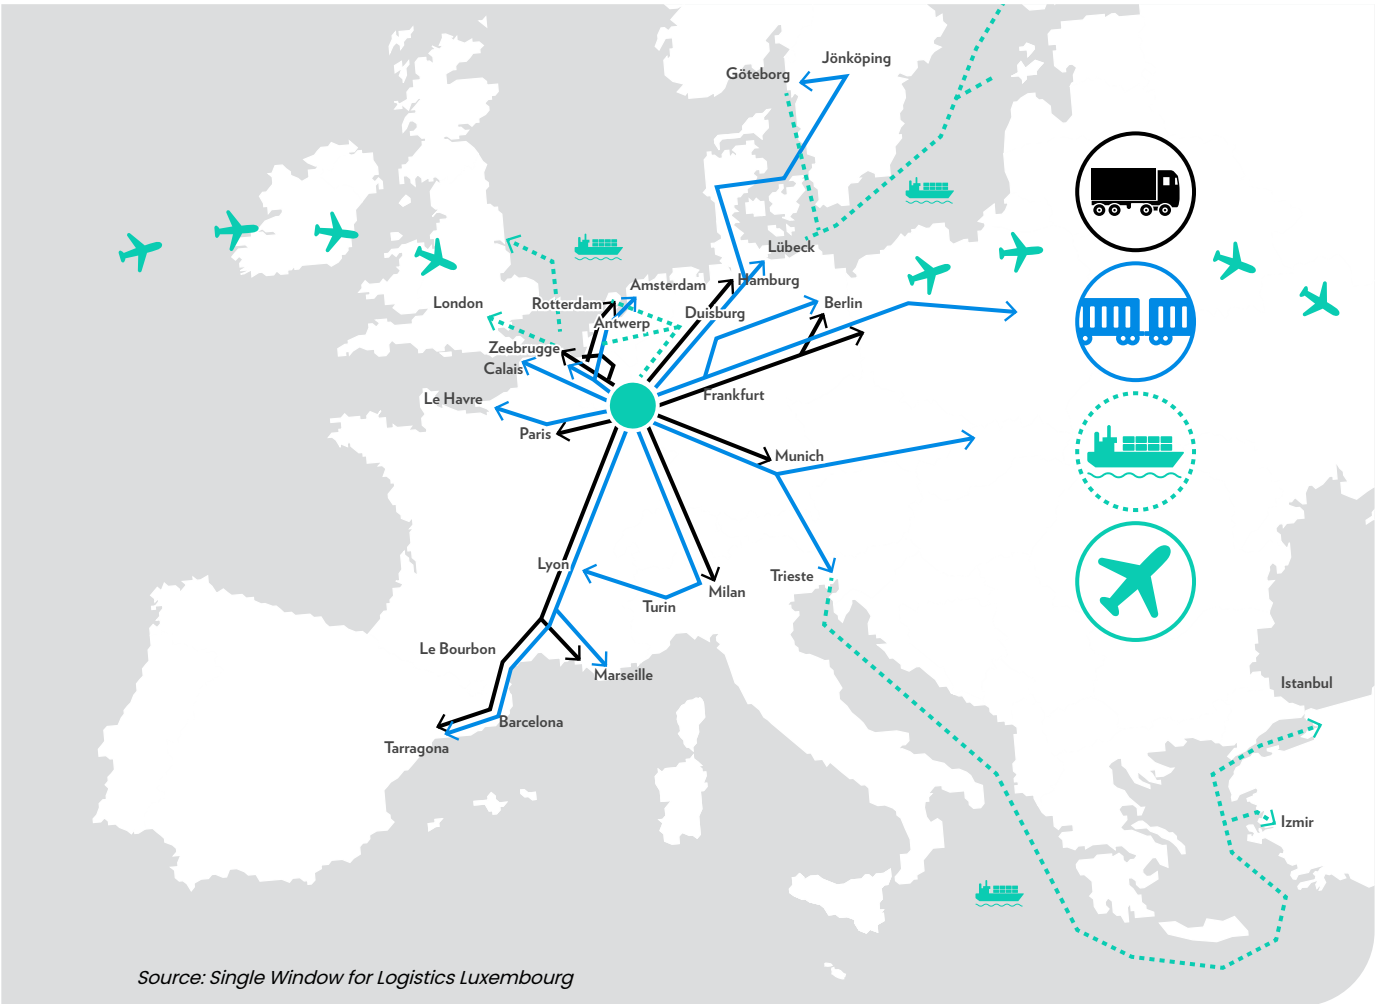 Jönköping
Göteborg
Lübeck
Hamburg
Amsterdam
London
Rotterdam
Berlin
Duisburg
Antwerp
Zeebrugge
Calais
Frankfurt
Le Havre
Paris
Munich
Lyon
Trieste
Milan
Turin
Le Bourbon
Marseille
Istanbul
Barcelona
Tarragona
Izmir
Source: Single Window for Logistics Luxembourg